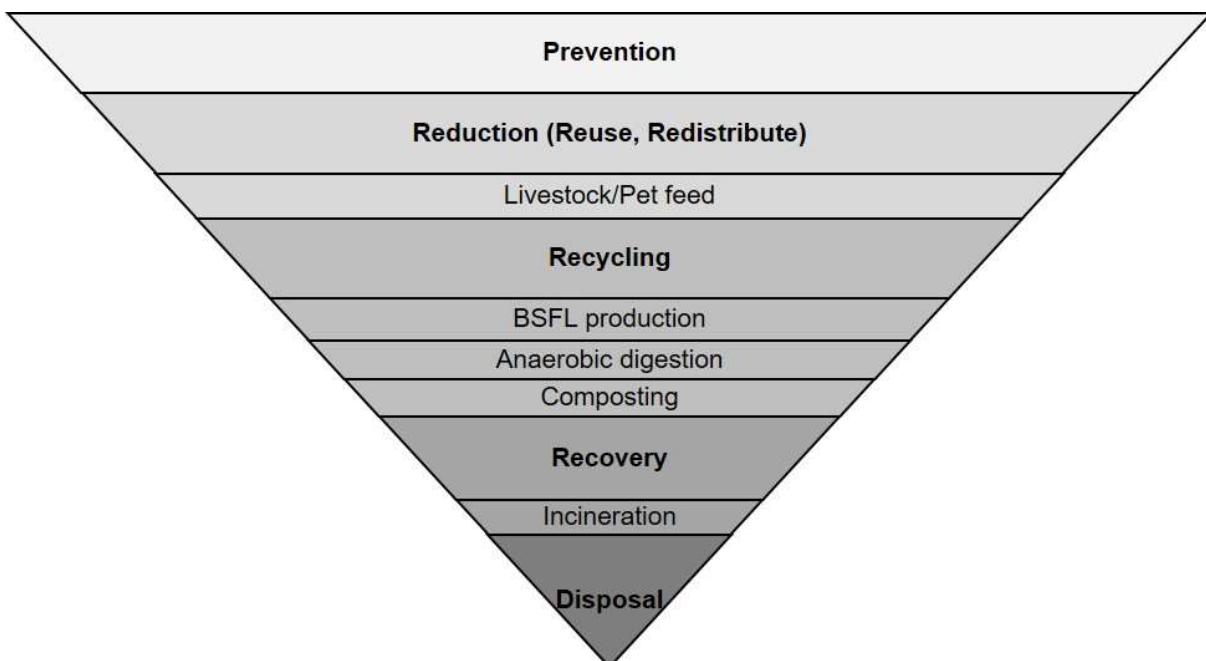 Prevention
Reduction (Reuse, Redistribute)
Livestock/Pet feed
Recycling
BSFL production
Anaerobic digestion
Composting
Recovery
Incineration
Disposal